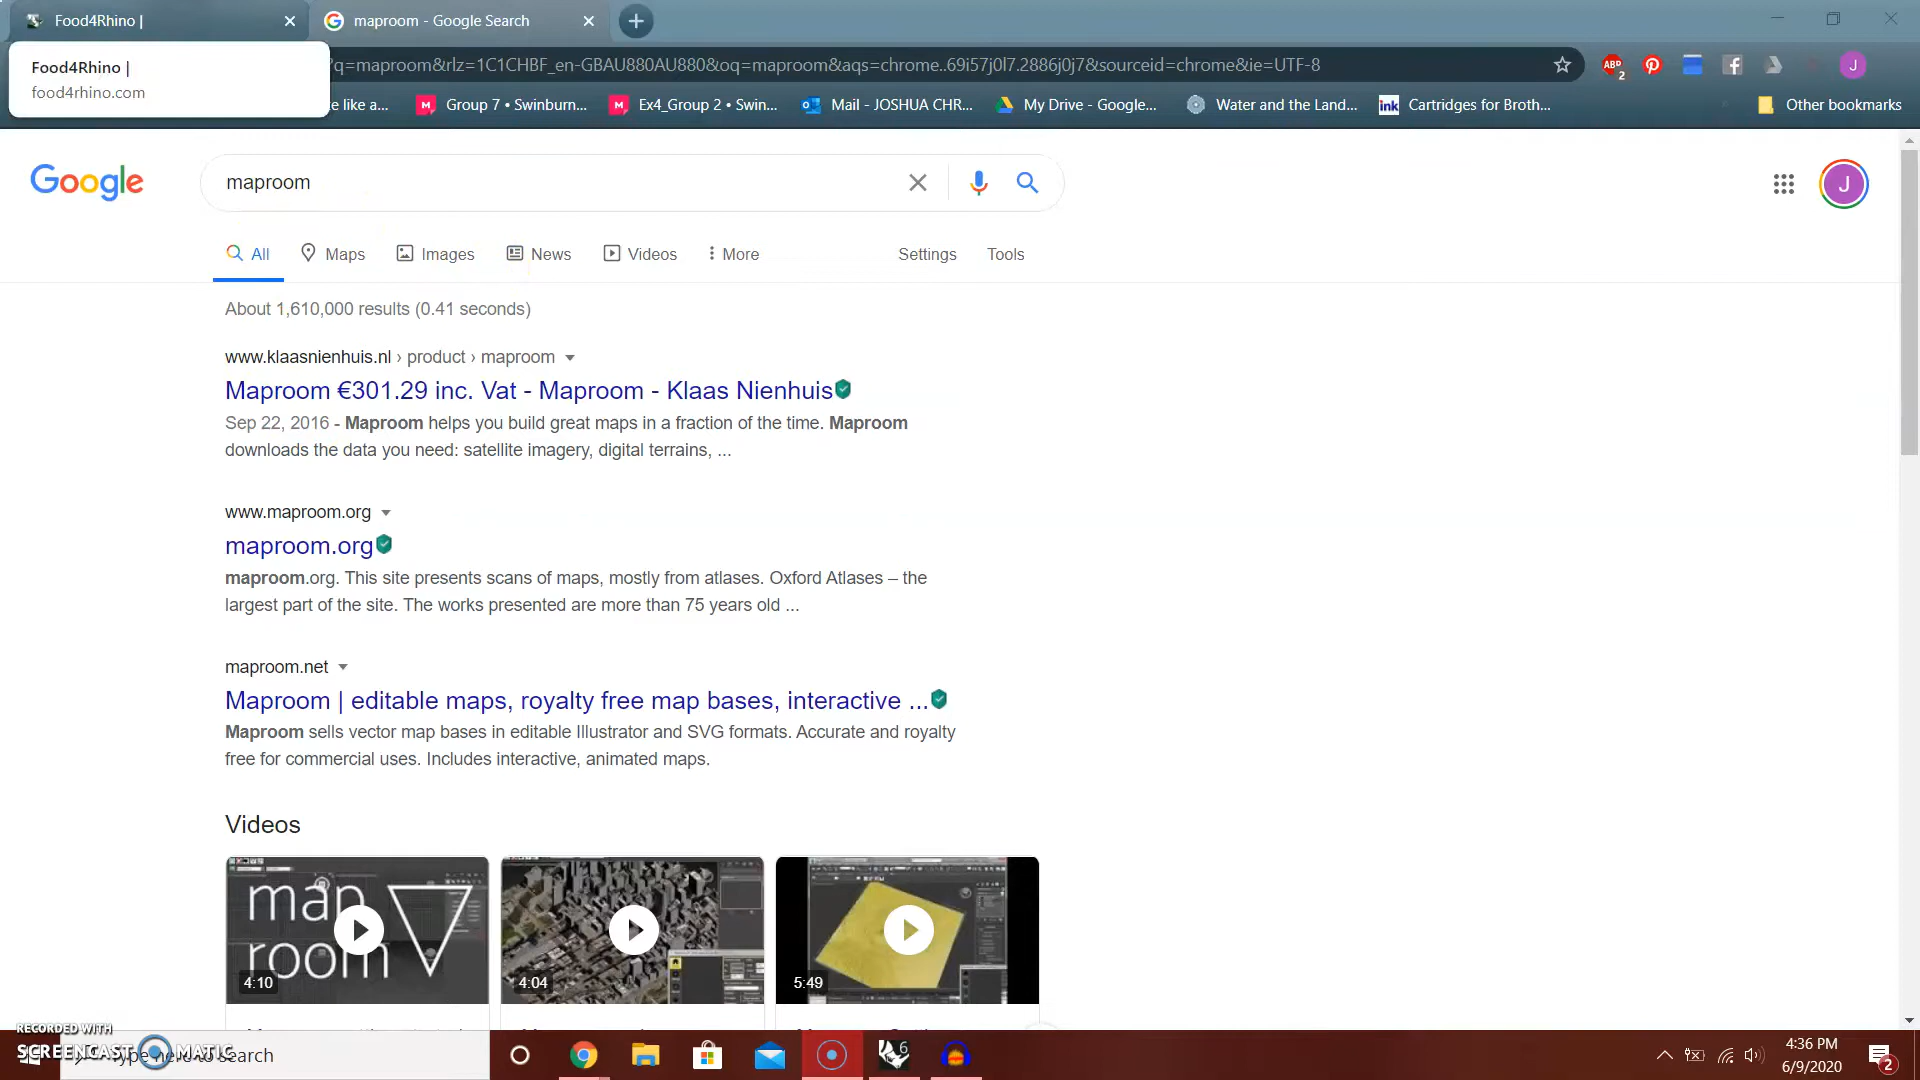 Food4Rhino |
maproom - Google Search
Food4Rhino |
food4rhino.com
?q=maproom&rlz=1C1CHBF_en-GBAU880AU880&oq=maproom&aqs=chrome..69i57j0l7.2886j0j7&sourceid=chrome&ie=UTF-8
ABP
2
J
e like a...
Group 7 • Swinburn...
Ex4_Group 2 • Swin...
Mail - JOSHUA CHR...
My Drive - Google...
Water and the Land...
ink
Cartridges for Broth...
Other bookmarks
Google
maproom
J
All
Maps
Images
News
Videos
More
Settings
Tools
About 1,610,000 results (0.41 seconds)
www.klaasnienhuis.nl › product › maproom
Maproom €301.29 inc. Vat - Maproom - Klaas Nienhuis
Sep 22, 2016 - Maproom helps you build great maps in a fraction of the time. Maproom
downloads the data you need: satellite imagery, digital terrains, ...
www.maproom.org
maproom.org
maproom.org. This site presents scans of maps, mostly from atlases. Oxford Atlases – the
largest part of the site. The works presented are more than 75 years old ...
maproom.net
Maproom | editable maps, royalty free map bases, interactive ...
Maproom sells vector map bases in editable Illustrator and SVG formats. Accurate and royalty
free for commercial uses. Includes interactive, animated maps.
Videos
map
room
4:10
4:04
5:49
RECORDED WITH
SCREENCAST MATIC
Type here to search
6
4:36 PM
6/9/2020
2